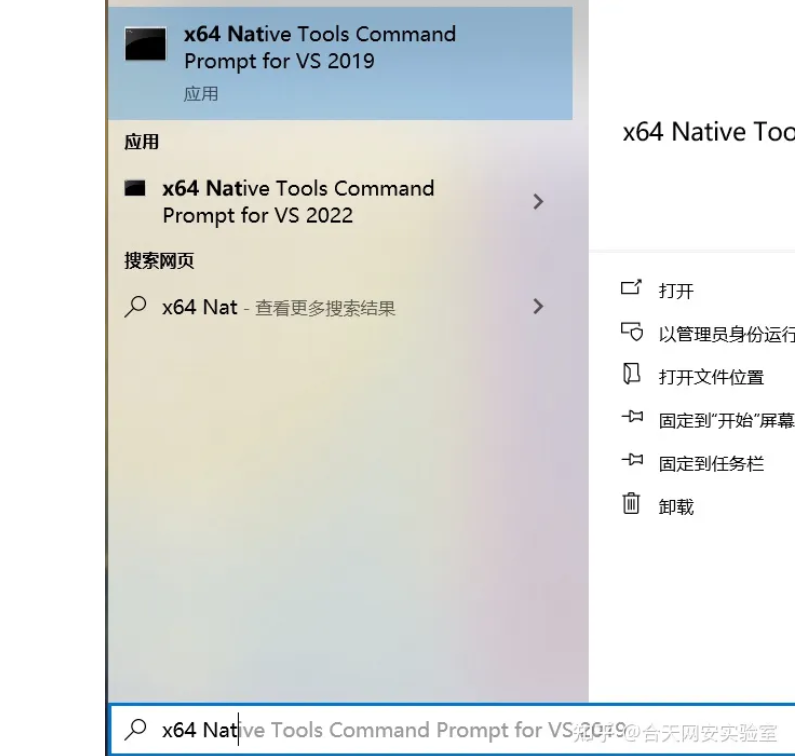 x64 Native Tools Command
Prompt for VS 2019
应用
应用
x64 Native Tools Command
Prompt for VS 2022
搜索网页
x64 Nat - 查看更多搜索结果
x64 Native Too
打开
以管理员身份运行
打开文件位置
固定到"开始"屏幕
固定到任务栏
卸载
x64 Native Tools Command Prompt for VS 2019
知乎 @合天网安实验室